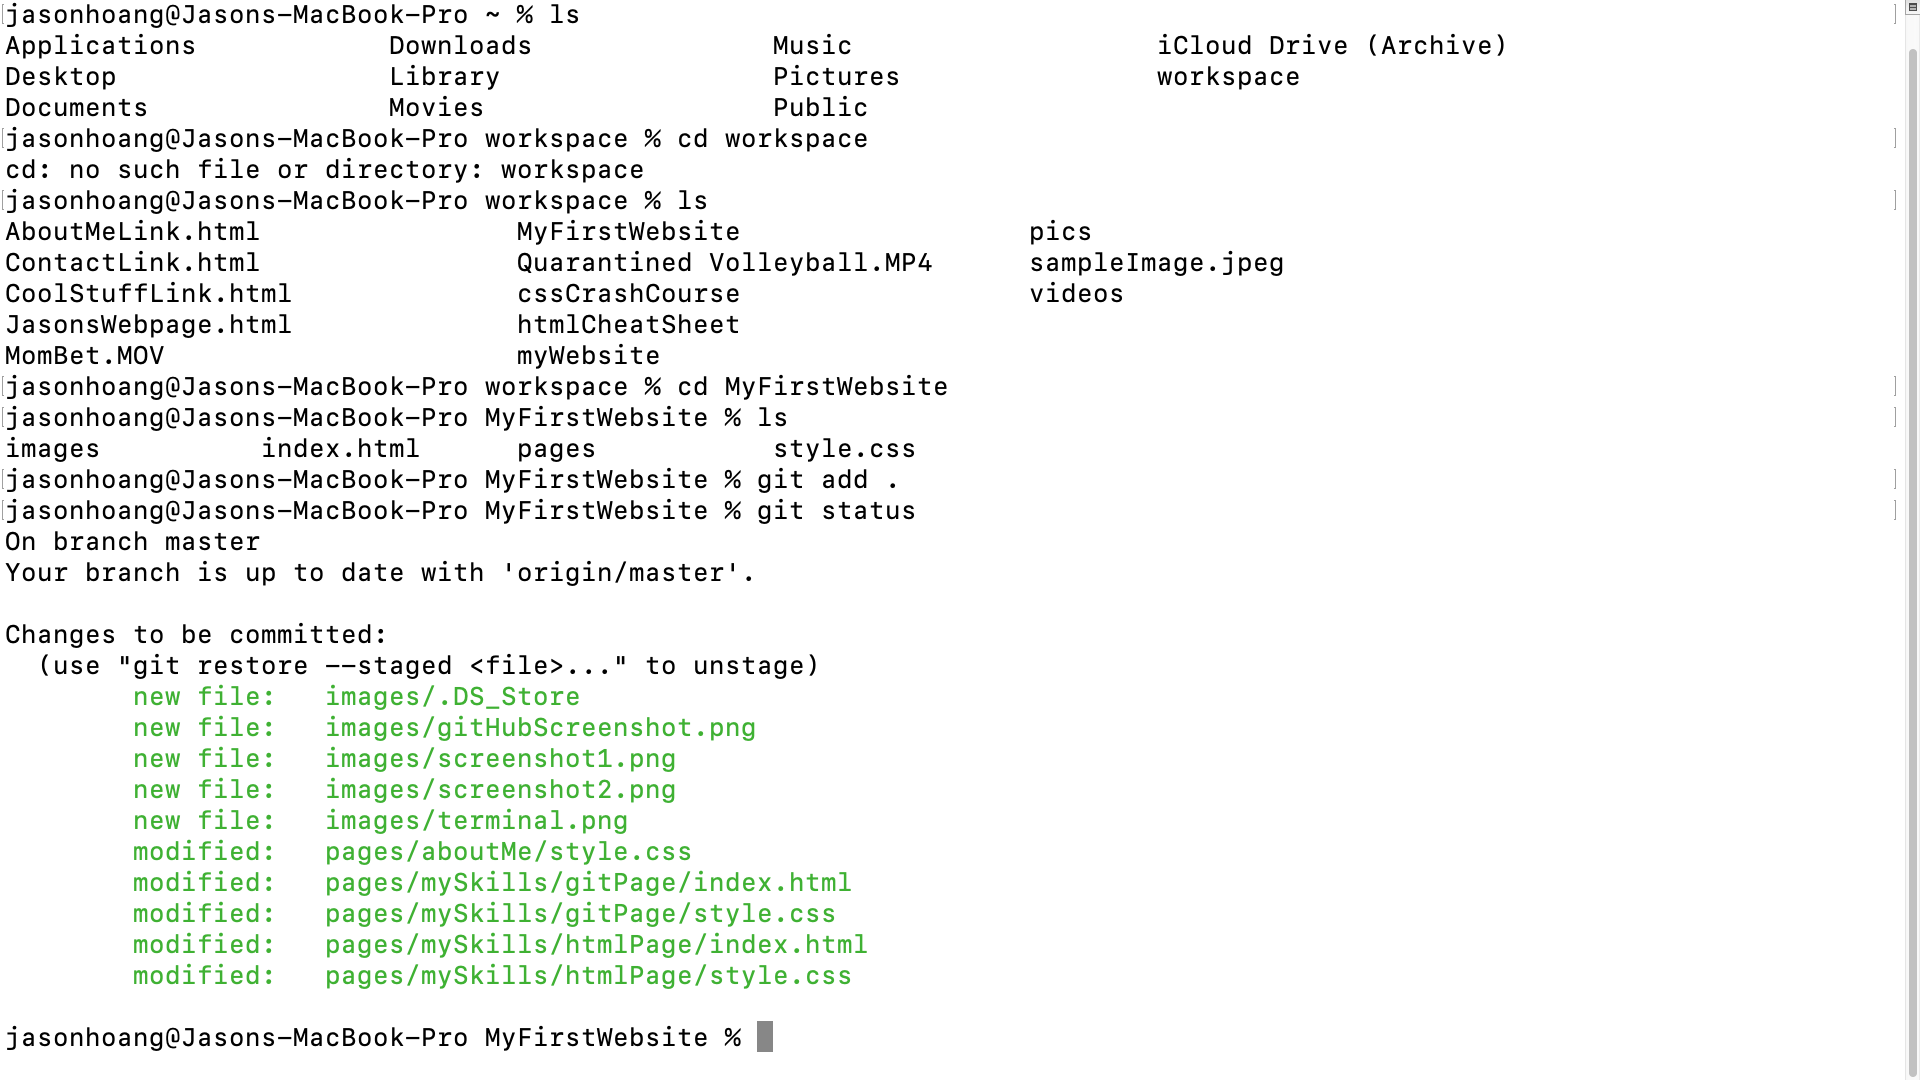 jasonhoang@Jasons-MacBook-Pro ~ % ls
Applications Downloads Music iCloud Drive (Archive)
Desktop Library Pictures workspace
Documents Movies Public
jasonhoang@Jasons-MacBook-Pro workspace % cd workspace
cd: no such file or directory: workspace
jasonhoang@Jasons-MacBook-Pro workspace % ls
AboutMeLink.html MyFirstWebsite pics
ContactLink.html Quarantined Volleyball.MP4 sampleImage.jpeg
CoolStuffLink.html cssCrashCourse videos
JasonsWebpage.html htmlCheatSheet
MomBet.MOV myWebsite
jasonhoang@Jasons-MacBook-Pro workspace % cd MyFirstWebsite
jasonhoang@Jasons-MacBook-Pro MyFirstWebsite % ls
images index.html pages style.css
jasonhoang@Jasons-MacBook-Pro MyFirstWebsite % git add .
jasonhoang@Jasons-MacBook-Pro MyFirstWebsite % git status
On branch master
Your branch is up to date with 'origin/master'.
Changes to be committed:
(use "git restore --staged <file>..." to unstage)
new file: images/.DS_Store
new file: images/gitHubScreenshot.png
new file: images/screenshot1.png
new file: images/screenshot2.png
new file: images/terminal.png
modified: pages/aboutMe/style.css
modified: pages/mySkills/gitPage/index.html
modified: pages/mySkills/gitPage/style.css
modified: pages/mySkills/htmlPage/index.html
modified: pages/mySkills/htmlPage/style.css
jasonhoang@Jasons-MacBook-Pro MyFirstWebsite %